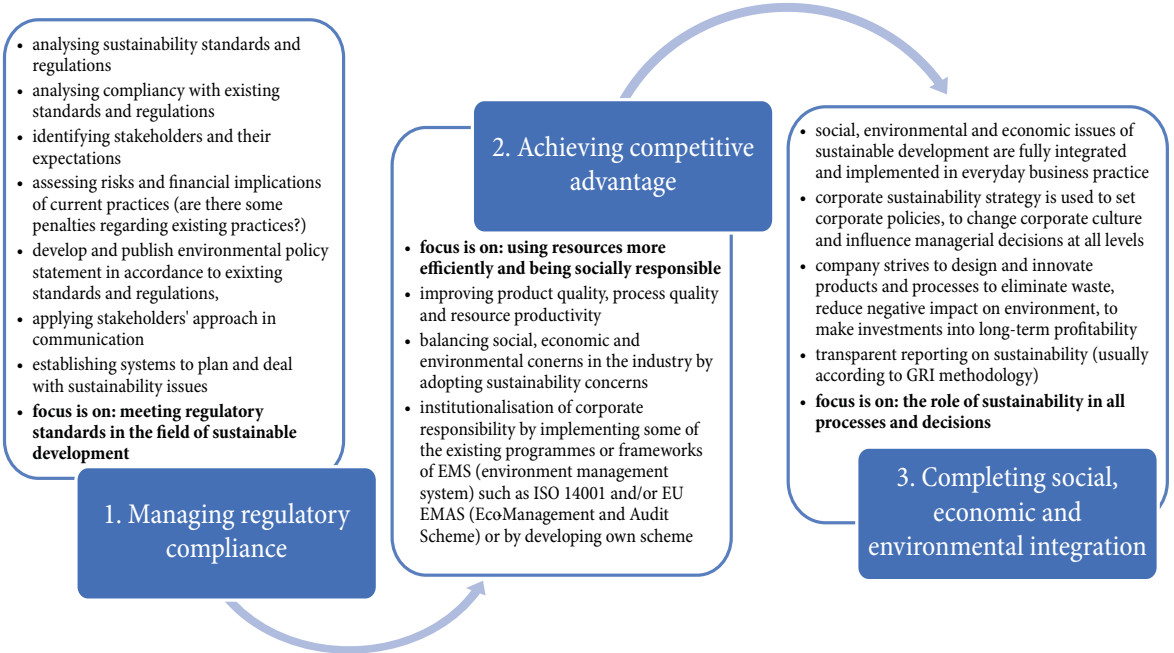 • analysing sustainability standards and
regulations
• analysing compliancy with existing
standards and regulations
• identifying stakeholders and their
expectations
• assessing risks and financial implications
of current practices (are there some
penalties regarding existing practices?)
• develop and publish environmental policy
statement in accordance to exixting
standards and regulations,
• applying stakeholders' approach in
communication
• establishing systems to plan and deal
with sustainability issues
• focus is on: meeting regulatory
standards in the field of sustainable
development
1. Managing regulatory
compliance
2. Achieving competitive
advantage
• focus is on: using resources more
efficiently and being socially responsible
• improving product quality, process quality
and resource productivity
• balancing social, economic and
environmental conerns in the industry by
adopting sustainability concerns
• institutionalisation of corporate
responsibility by implementing some of
the existing programmes or frameworks
of EMS (environment management
system) such as ISO 14001 and/or EU
EMAS (Eco-Management and Audit
Scheme) or by developing own scheme
• social, environmental and economic issues of
sustainable development are fully integrated
and implemented in everyday business practice
• corporate sustainability strategy is used to set
corporate policies, to change corporate culture
and influence managerial decisions at all levels
• company strives to design and innovate
products and processes to eliminate waste,
reduce negative impact on environment, to
make investments into long-term profitability
• transparent reporting on sustainability (usually
according to GRI methodology)
• focus is on: the role of sustainability in all
processes and decisions
3. Completing social,
economic and
environmental integration